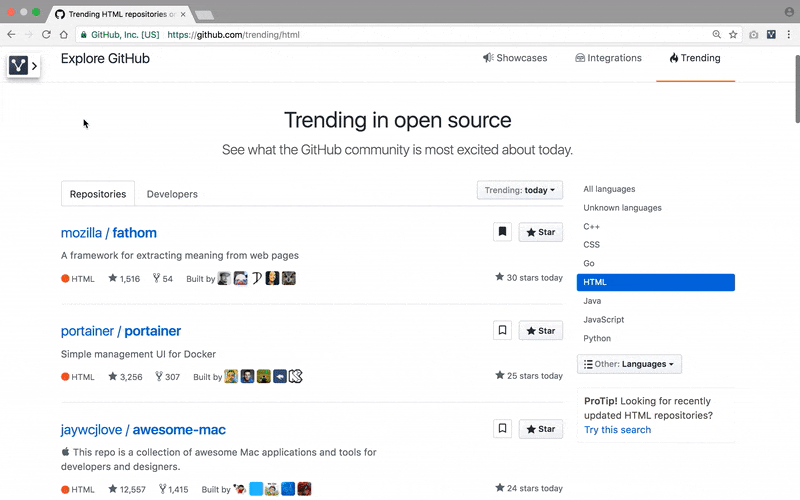 Trending HTML repositories o
GitHub, Inc. [US] https://github.com/trending/html
Explore GitHub
Showcases
Integrations
Trending
Trending in open source
See what the GitHub community is most excited about today.
Repositories
Developers
Trending: today
mozilla / fathom
Star
A framework for extracting meaning from web pages
HTML 1,516 54 Built by
30 stars today
portainer / portainer
Star
Simple management UI for Docker
HTML 3,256 307 Built by
25 stars today
jaywcjlove / awesome-mac
Star
This repo is a collection of awesome Mac applications and tools for
developers and designers.
HTML 12,557 1,415 Built by
24 stars today
All languages
Unknown languages
C++
CSS
Go
HTML
Java
JavaScript
Python
Other: Languages
ProTip! Looking for recently
updated HTML repositories?
Try this search